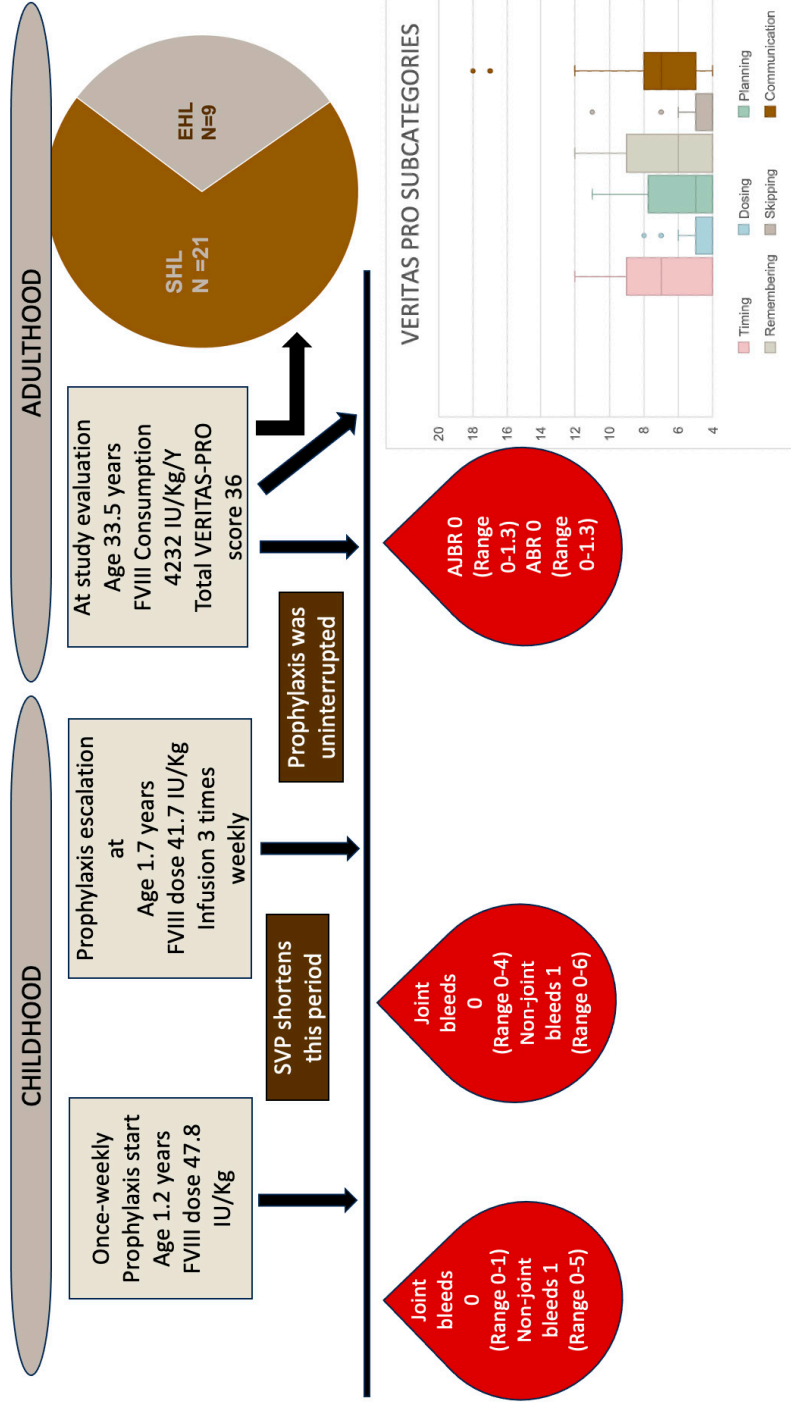 CHILDHOOD
ADULTHOOD
Once-weekly
Prophylaxis start
Age 1.2 years
FVIII dose 47.8
IU/Kg
Prophylaxis escalation
at
Age 1.7 years
FVIII dose 41.7 IU/Kg
Infusion 3 times
weekly
At study evaluation
Age 33.5 years
FVIII Consumption
4232 IU/Kg/Y
Total VERITAS-PRO
score 36
SHL
N =21
EHL
N=9
SVP shortens
this period
Prophylaxis was
uninterrupted
Joint
bleeds
0
(Range 0-1)
Non-joint
bleeds 1
(Range 0-5)
Joint
bleeds
0
(Range 0-4)
Non-joint
bleeds 1
(Range 0-6)
AJBR 0
(Range
0-1.3)
ABR 0
(Range
0-1.3)
VERITAS PRO SUBCATEGORIES
20
18
16
14
12
10
8
6
4
Timing
Dosing
Planning
Remembering
Skipping
Communication